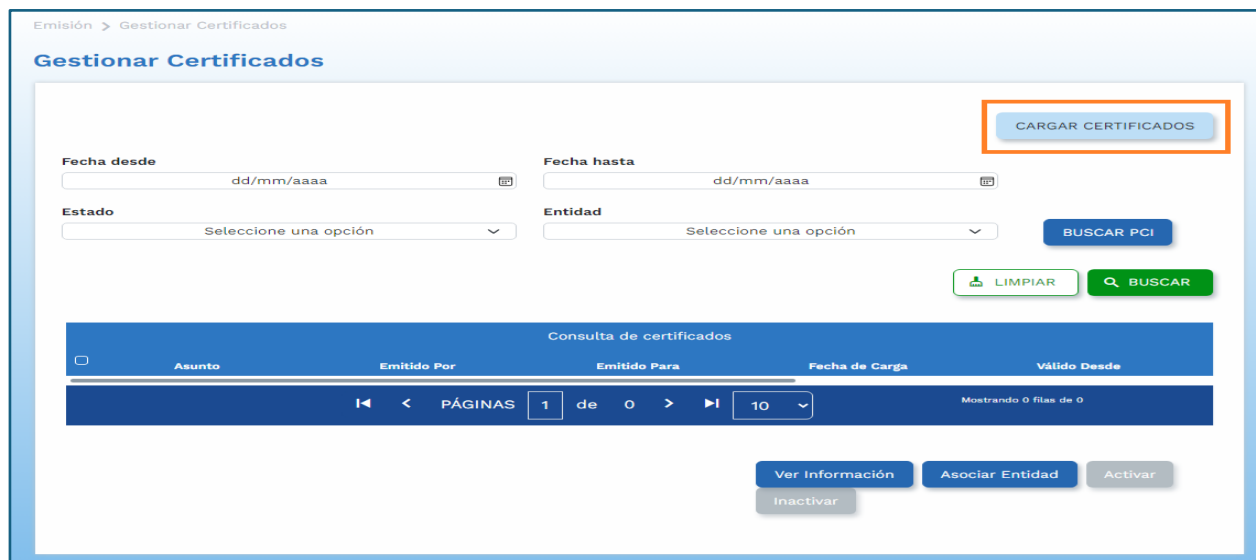 Emisión > Gestionar Certificados
Gestionar Certificados
CARGAR CERTIFICADOS
Fecha desde Fecha hasta
dd/mm/aaaa dd/mm/aaaa
Estado Entidad
Seleccione una opción Seleccione una opción BUSCAR PCI
LIMPIAR BUSCAR
Consulta de certificados
Asunto Emitido Por Emitido Para Fecha de Carga Válido Desde
PÁGINAS 1 de 0 10 Mostrando 0 filas de 0
Ver Información Asociar Entidad Activar
Inactivar